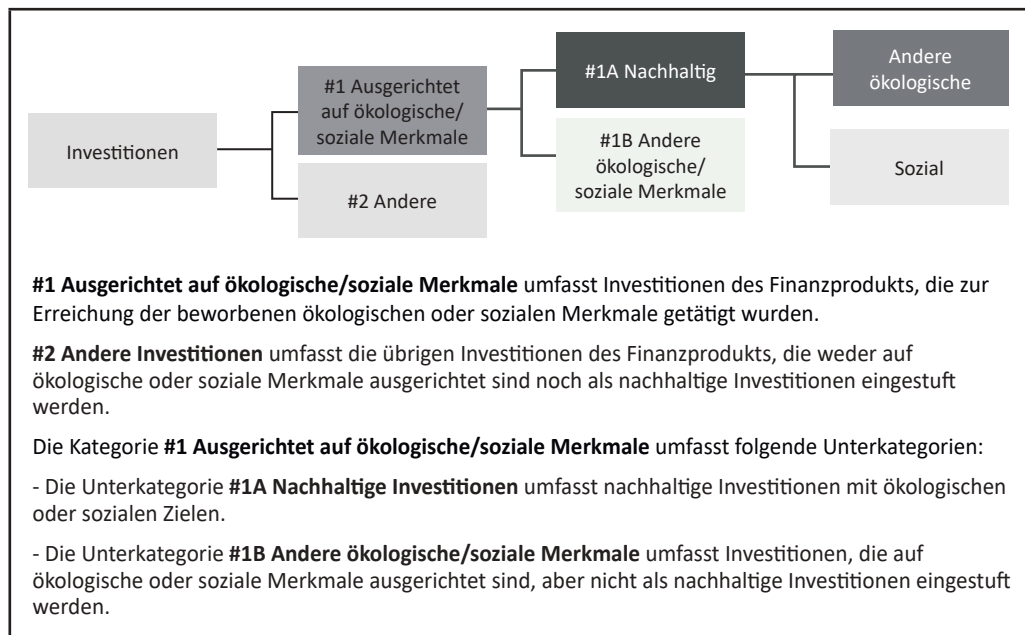 Investitionen
#1 Ausgerichtet
auf ökologische/
soziale Merkmale
#2 Andere
#1A Nachhaltig
#1B Andere
ökologische/
soziale Merkmale
Andere
ökologische
Sozial
#1 Ausgerichtet auf ökologische/soziale Merkmale umfasst Investitionen des Finanzprodukts, die zur
Erreichung der beworbenen ökologischen oder sozialen Merkmale getätigt wurden.
#2 Andere Investitionen umfasst die übrigen Investitionen des Finanzprodukts, die weder auf
ökologische oder soziale Merkmale ausgerichtet sind noch als nachhaltige Investitionen eingestuft
werden.
Die Kategorie #1 Ausgerichtet auf ökologische/soziale Merkmale umfasst folgende Unterkategorien:
- Die Unterkategorie #1A Nachhaltige Investitionen umfasst nachhaltige Investitionen mit ökologischen
oder sozialen Zielen.
- Die Unterkategorie #1B Andere ökologische/soziale Merkmale umfasst Investitionen, die auf
ökologische oder soziale Merkmale ausgerichtet sind, aber nicht als nachhaltige Investitionen eingestuft
werden.